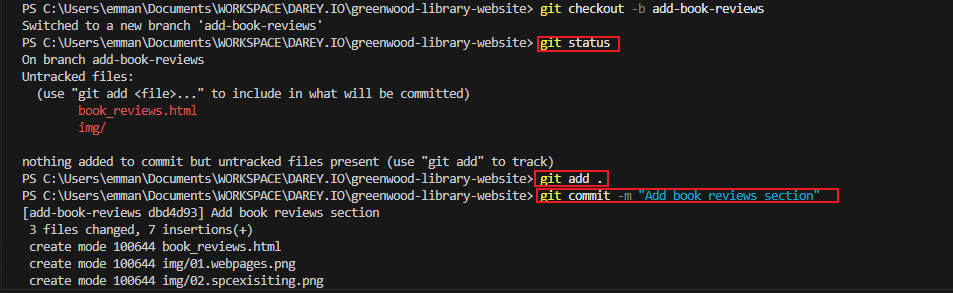 PS C:\Users\emman\Documents\WORKSPACE\DAREY.IO\greenwood-library-website> git checkout -b add-book-reviews
Switched to a new branch 'add-book-reviews'
PS C:\Users\emman\Documents\WORKSPACE\DAREY.IO\greenwood-library-website> git status
On branch add-book-reviews
Untracked files:
  (use "git add <file>..." to include in what will be committed)
        book_reviews.html
        img/

nothing added to commit but untracked files present (use "git add" to track)
PS C:\Users\emman\Documents\WORKSPACE\DAREY.IO\greenwood-library-website> git add .
PS C:\Users\emman\Documents\WORKSPACE\DAREY.IO\greenwood-library-website> git commit -m "Add book reviews section"
[add-book-reviews dbd4d93] Add book reviews section
 3 files changed, 7 insertions(+)
 create mode 100644 book_reviews.html
 create mode 100644 img/01.webpages.png
 create mode 100644 img/02.spcexisiting.png